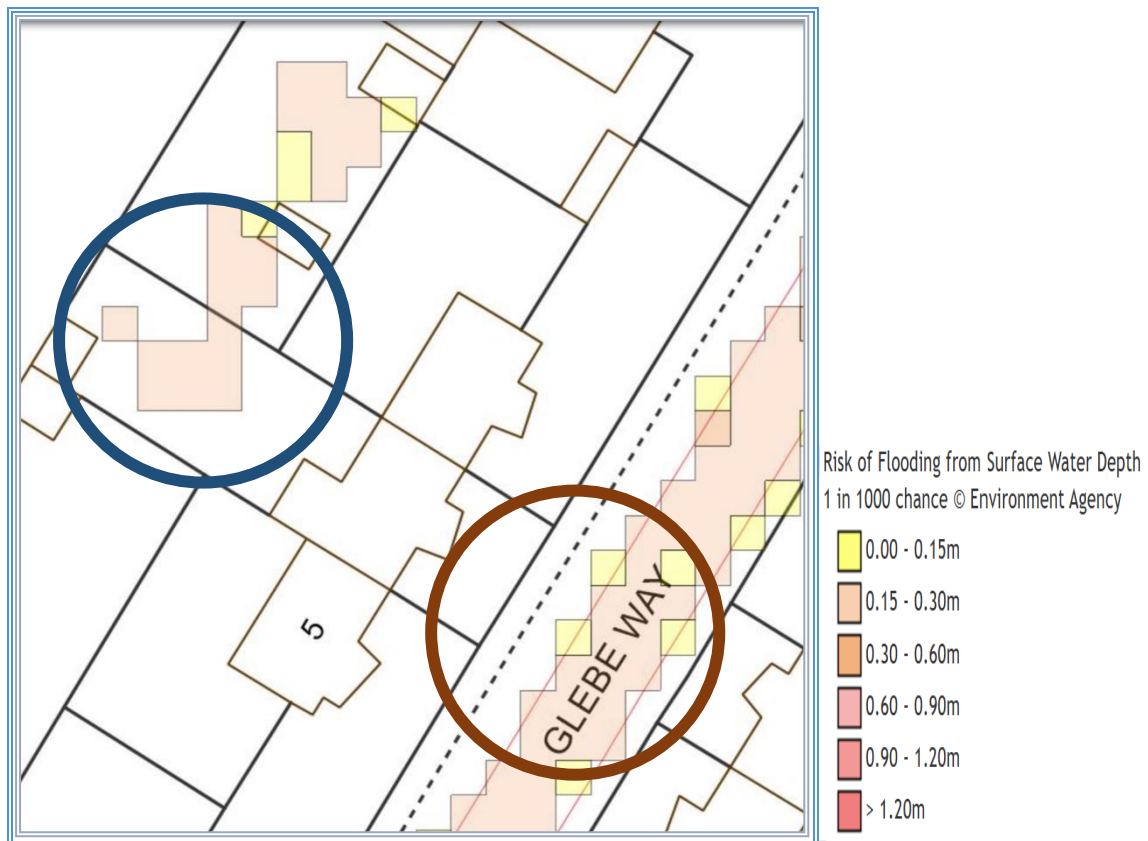 5
GLEBE WAY
Risk of Flooding from Surface Water Depth
1 in 1000 chance © Environment Agency
0.00 - 0.15m
0.15 - 0.30m
0.30 - 0.60m
0.60 - 0.90m
0.90 - 1.20m
> 1.20m